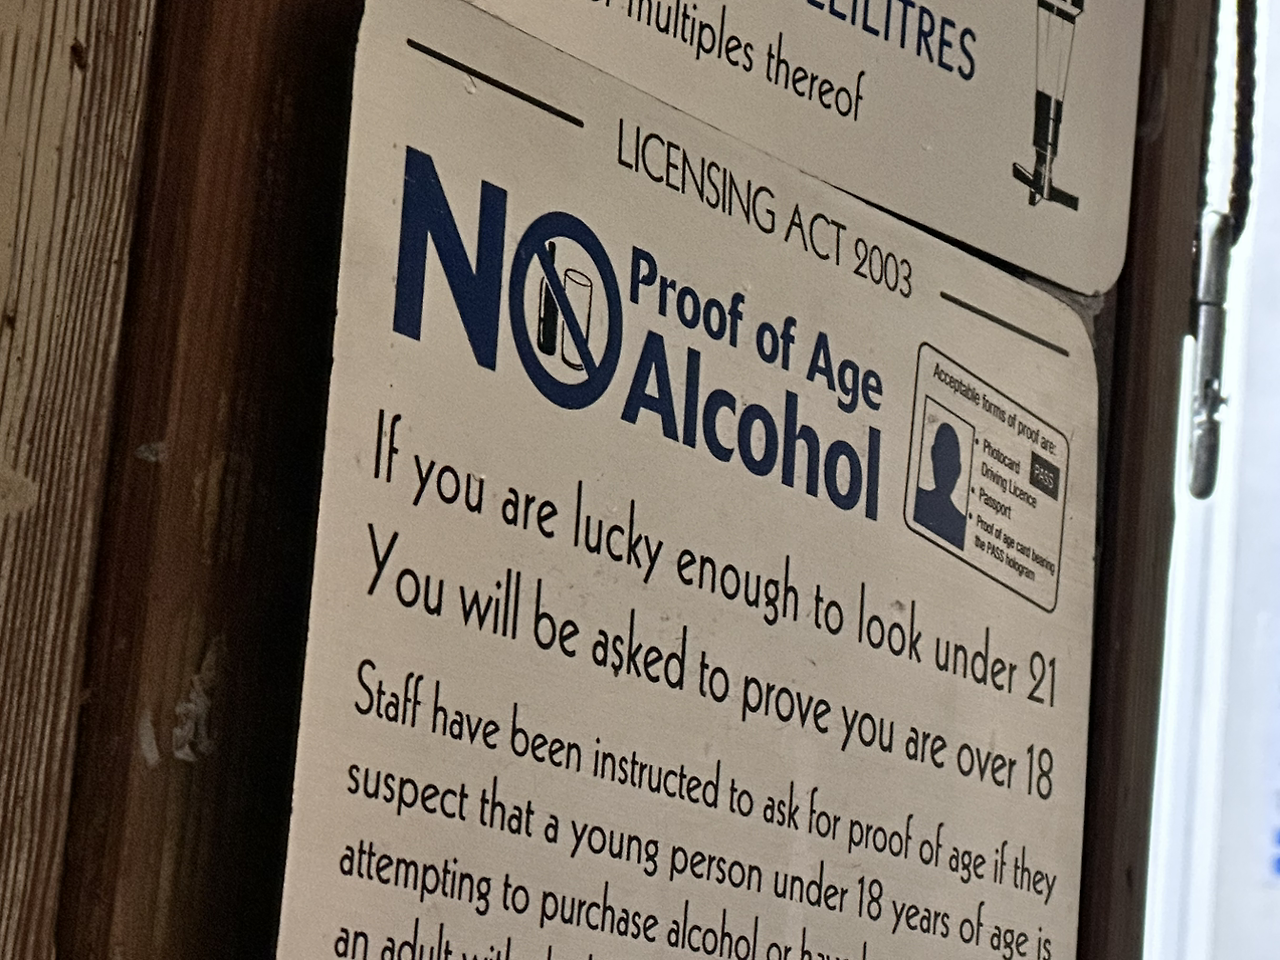 multiples thereof
LICENSING ACT 2003
NO Proof of Age
Alcohol
Acceptable forms of proof are:
• Photocard
Driving Licence
PASS
• Passport
• Proof of age card bearing
the PASS hologram
If you are lucky enough to look under 21
You will be asked to prove you are over 18
Staff have been instructed to ask for proof of age if they
suspect that a young person under 18 years of age is
attempting to purchase alcohol or
an adult